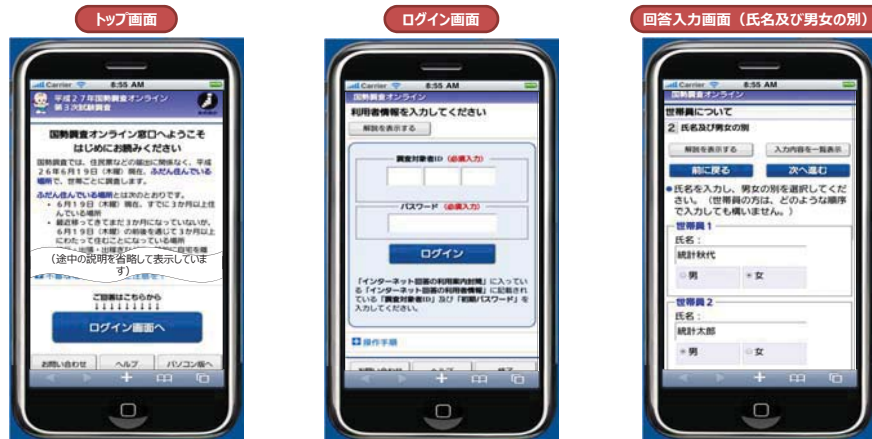 トップ画面
Carrier 8:55 AM
平成27年国勢調査オンライン
第3次試験調査
国勢調査オンライン窓口へようこそ
はじめにお読みください
国勢調査では、住民票などの届出に関係なく、平成
26年6月19日（木曜）現在、ふだん住んでいる
場所で、世帯ごとに調査します。
ふだん住んでいる場所とは次のとおりです。
・ 6月19日（木曜）現在、すでに3か月以上住
んでいる場所
・ 最近移ってきてまだ3か月になっていないが、
6月19日（木曜）の前後を通じて3か月以上
にわたって住むことになっている場所
（途中の説明を省略して表示していま
す）
ご回答はこちらから
↓↓↓↓↓↓↓↓↓
ログイン画面へ
お問い合わせ ヘルプ パソコン版へ
ログイン画面
Carrier 8:55 AM
国勢調査オンライン
利用者情報を入力してください
解説を表示する
調査対象者ID（必須入力）
パスワード（必須入力）
ログイン
「インターネット回答の利用案内封筒」に入ってい
る「インターネット回答の利用者情報」に記載され
ている「調査対象者ID」及び「初期パスワード」を
入力してください。
操作手順
回答入力画面（氏名及び男女の別）
Carrier 8:55 AM
国勢調査オンライン
世帯員について
2 氏名及び男女の別
解説を表示する 入力内容を一覧表示
前に戻る 次へ進む
●氏名を入力し、男女の別を選択してくだ
さい。（世帯員の方は、どのような順序
で入力しても構いません。）
世帯員1
氏名：
統計秋代
男 女
世帯員2
氏名：
統計太郎
男 女